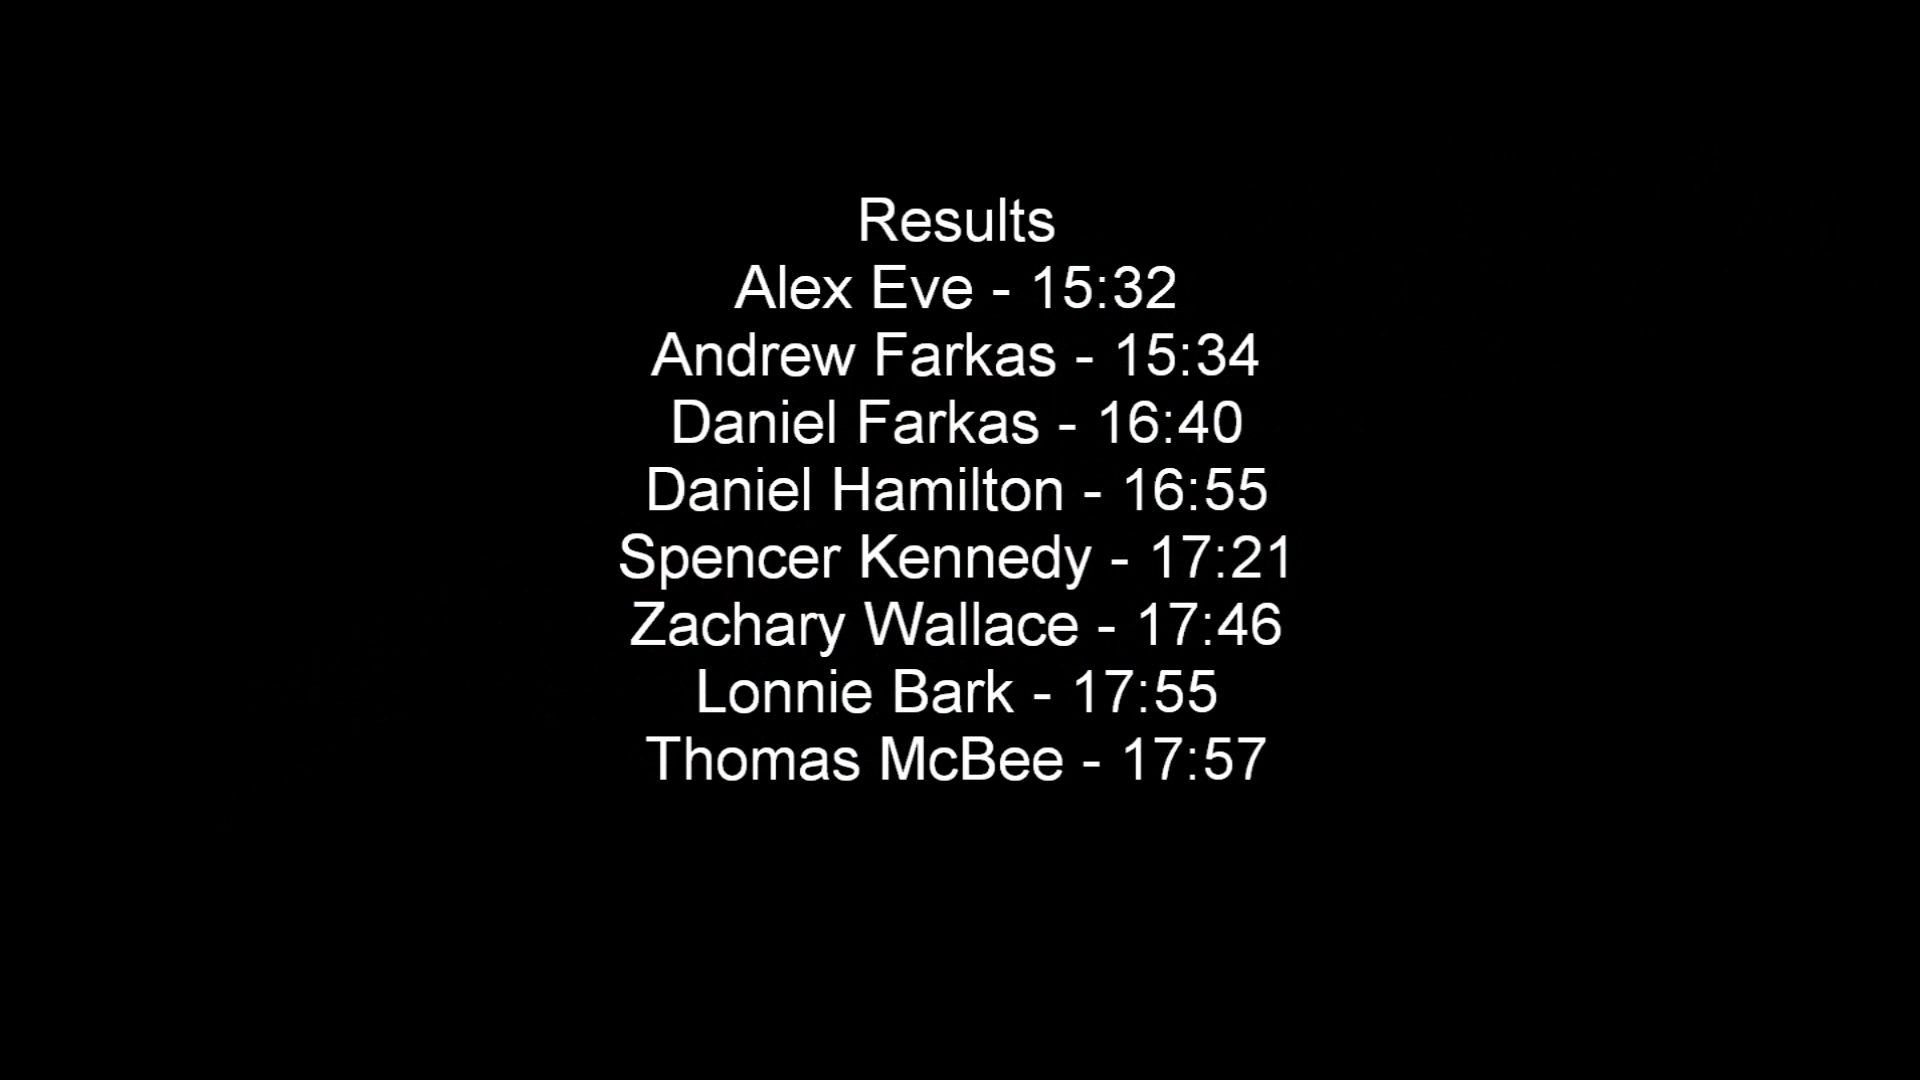 Results
Alex Eve - 15:32
Andrew Farkas - 15:34
Daniel Farkas - 16:40
Daniel Hamilton - 16:55
Spencer Kennedy - 17:21
Zachary Wallace - 17:46
Lonnie Bark - 17:55
Thomas McBee - 17:57